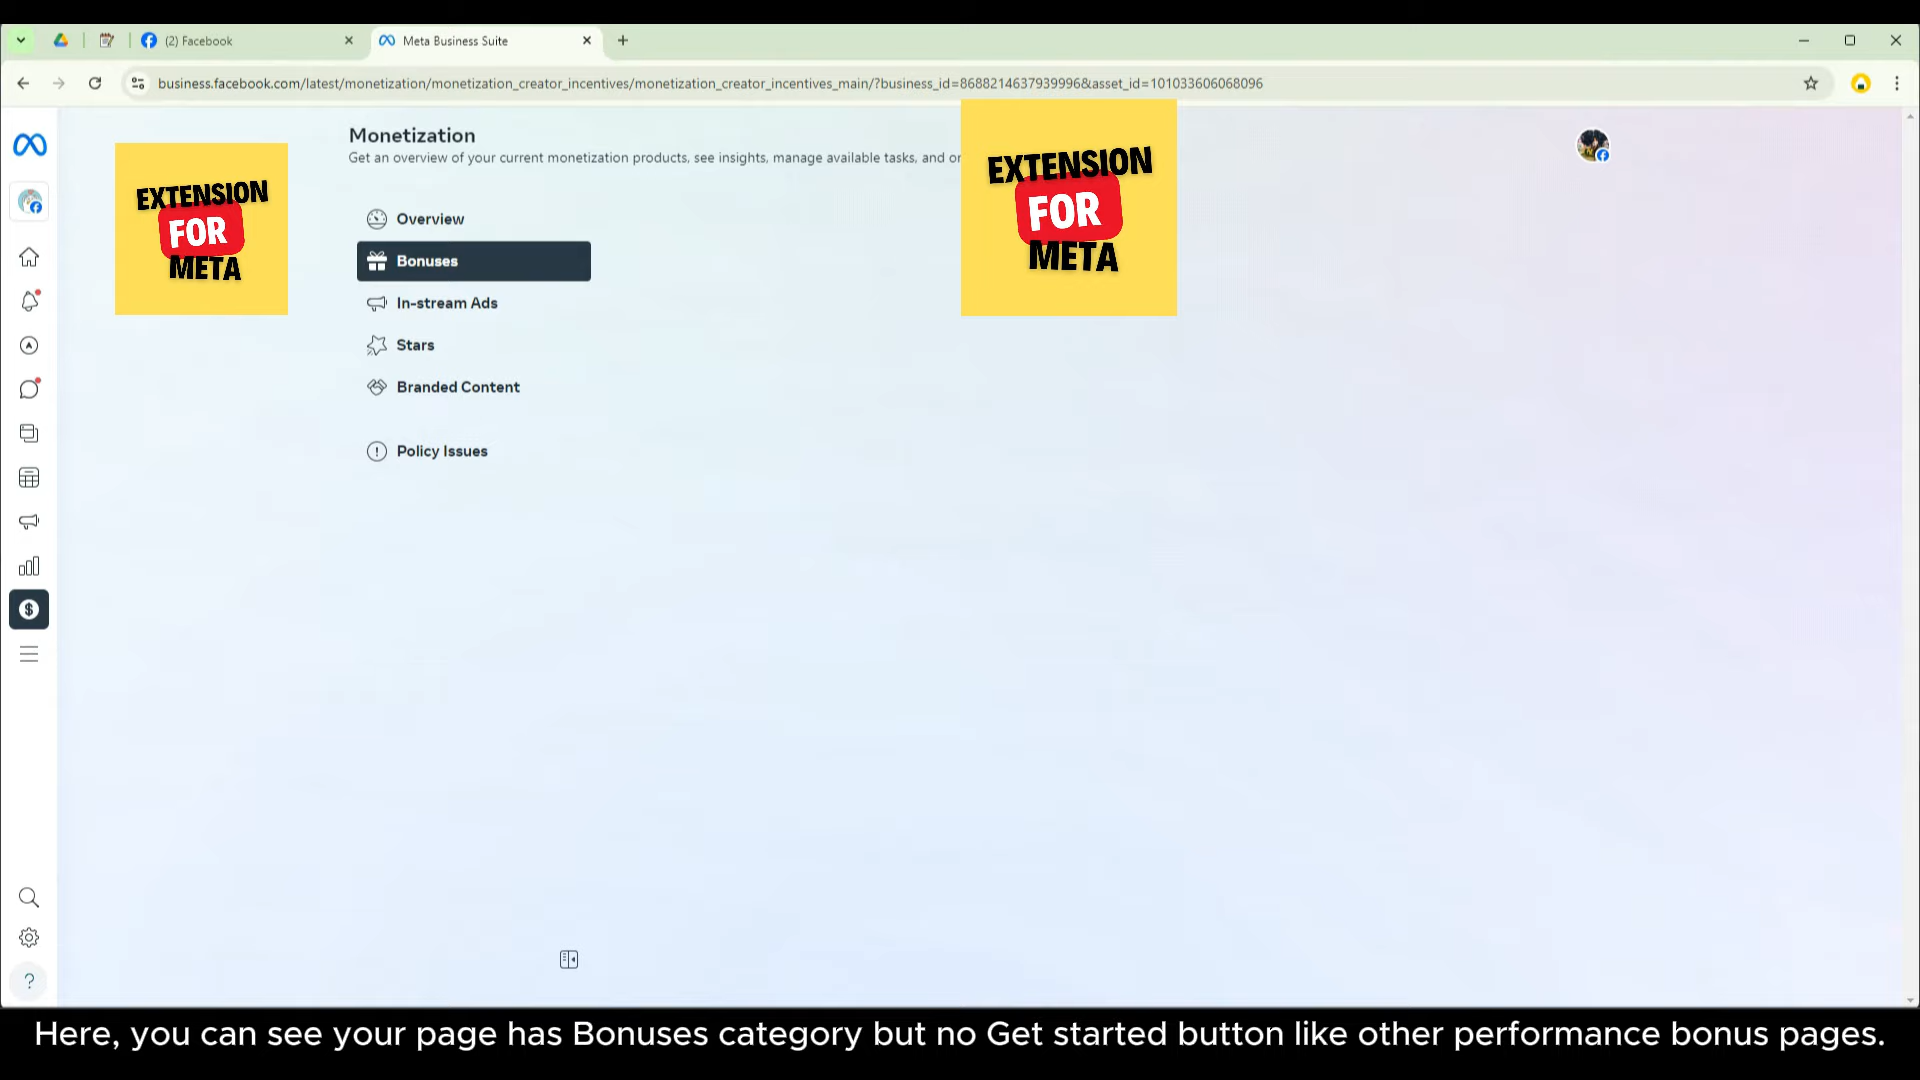 (2) Facebook
Meta Business Suite
business.facebook.com/latest/monetization/monetization_creator_incentives/monetization_creator_incentives_main/?business_id=8688214637939996&asset_id=101033606068096
Monetization
Get an overview of your current monetization products, see insights, manage available tasks, and or
EXTENSION
FOR
META
EXTENSION
FOR
META
Overview
Bonuses
In-stream Ads
Stars
Branded Content
Policy Issues
Here, you can see your page has Bonuses category but no Get started button like other performance bonus pages.